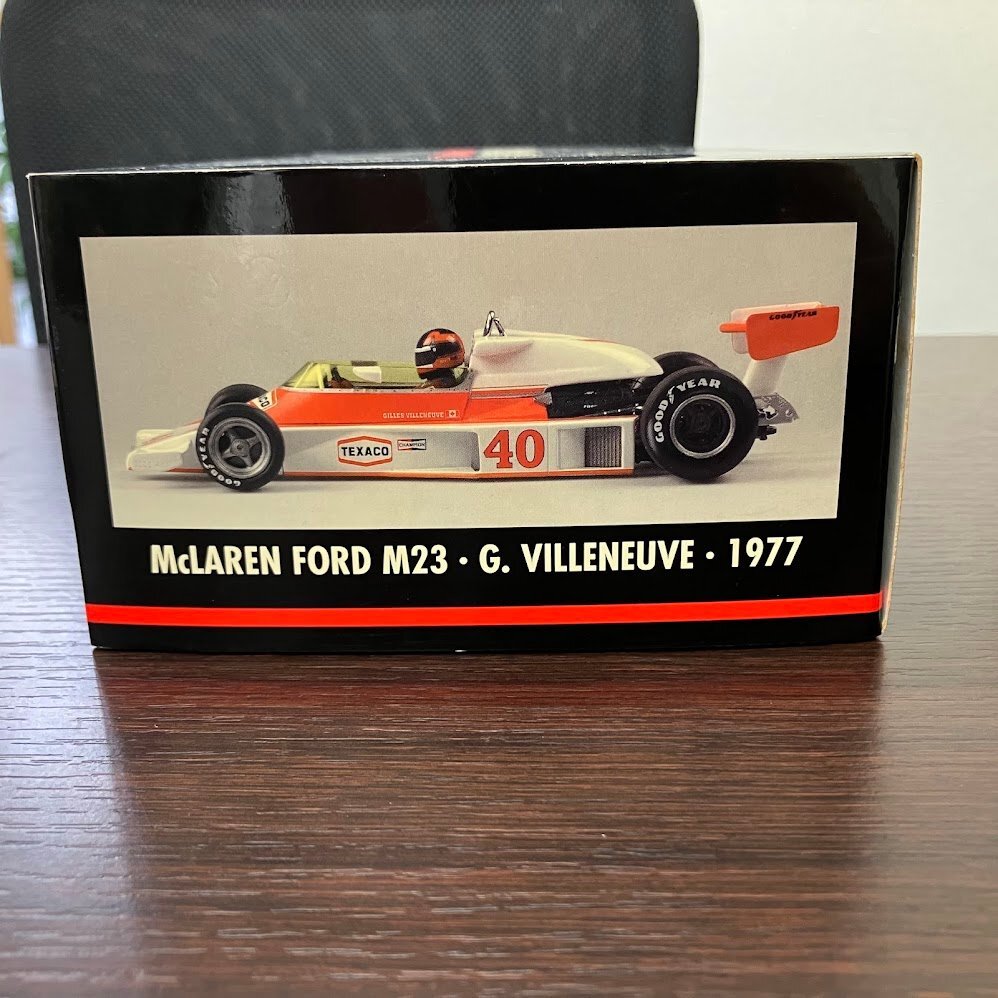 GOODYEAR
GILLES VILLENEUVE
TEXACO
CHAMPION
40
GOODYEAR
GOODYEAR
McLAREN FORD M23 · G. VILLENEUVE · 1977